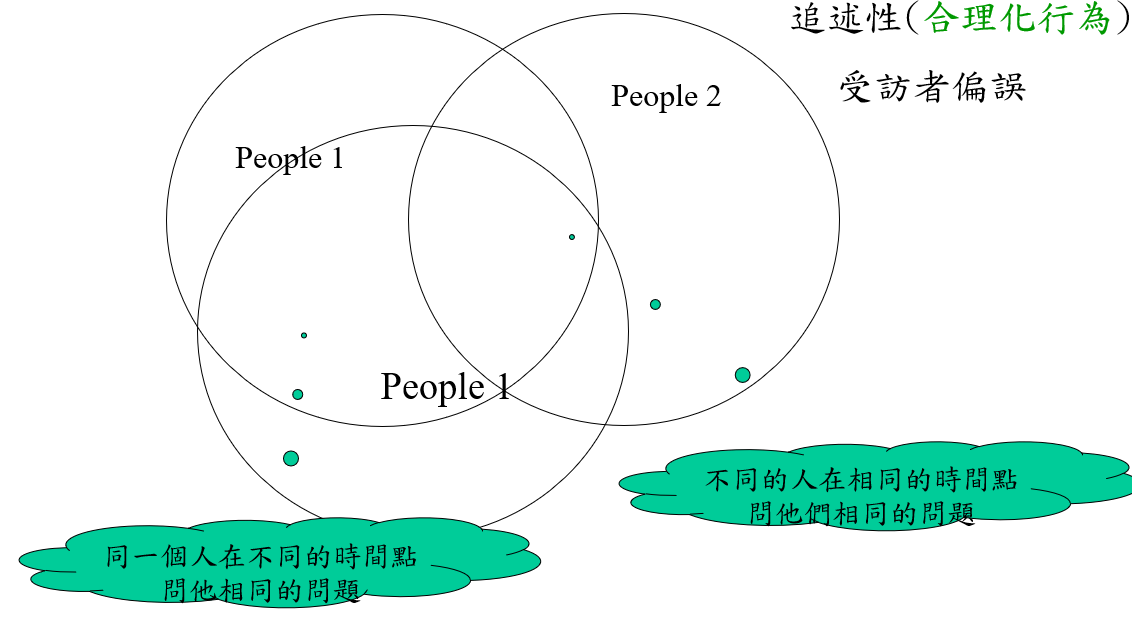 追述性(合理化行為)
受訪者偏誤
People 2
People 1
People 1
不同的人在相同的時間點
問他們相同的問題
同一個人在不同的時間點
問他相同的問題